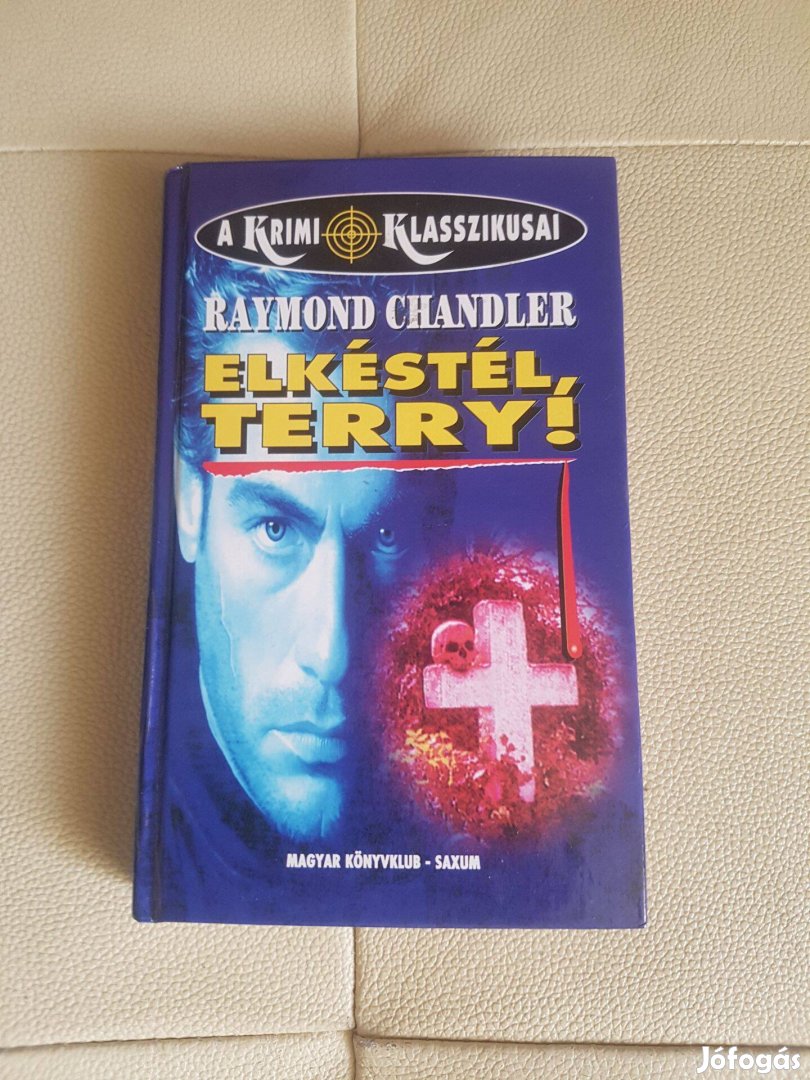 A KRIMI KLASSZIKUSAI
RAYMOND CHANDLER
ELKÉSTÉL,
TERRY!
MAGYAR KÖNYVKLUB - SAXUM
Jófogás